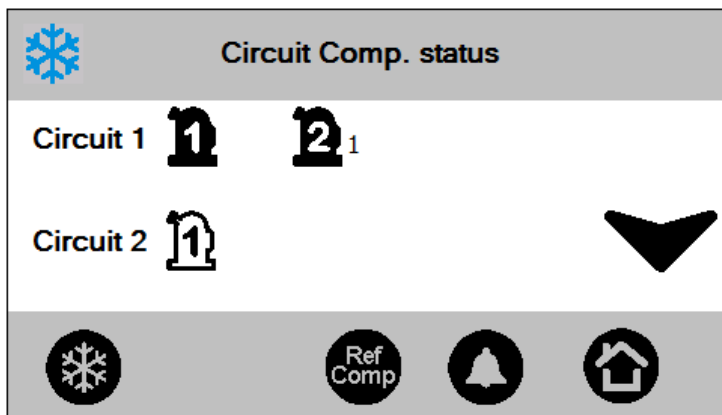 Circuit Comp. status
Circuit 1 1 2 1
Circuit 2 1
Ref
Comp